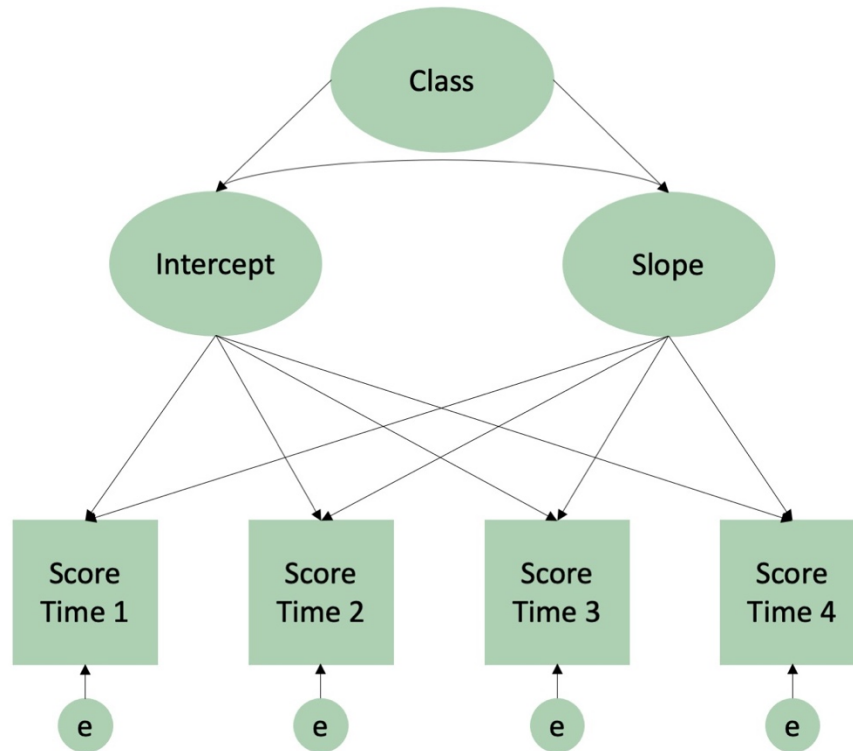 Class
Intercept
Slope
Score
Time 1
Score
Time 2
Score
Time 3
Score
Time 4
e
e
e
e